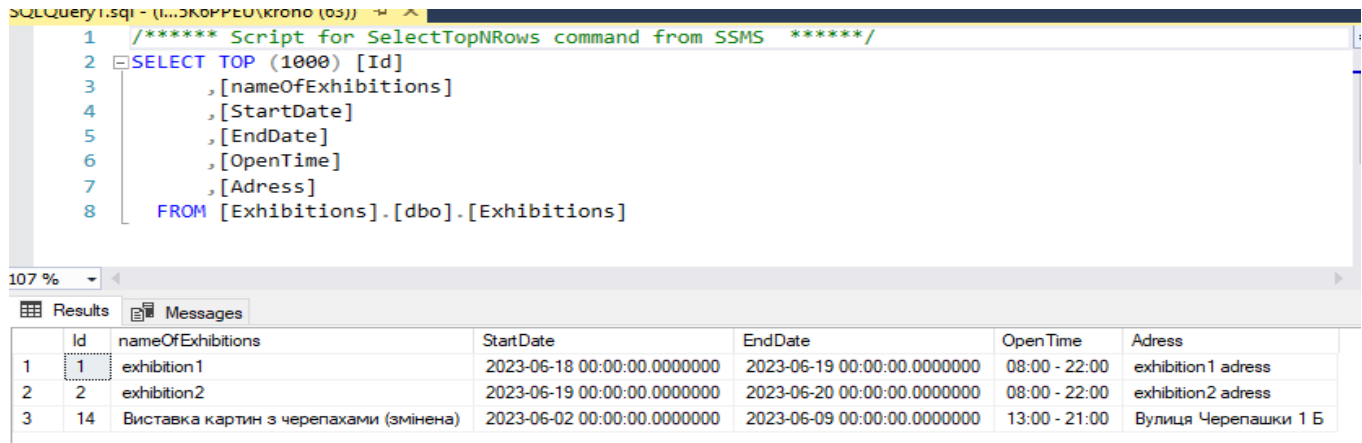 SQLQuery1.sql - (l...5K6PPEU\krono (63))
1 /****** Script for SelectTopNRows command from SSMS ******/
2 SELECT TOP (1000) [Id]
3 ,[nameOfExhibitions]
4 ,[StartDate]
5 ,[EndDate]
6 ,[OpenTime]
7 ,[Adress]
8 FROM [Exhibitions].[dbo].[Exhibitions]
107 %
Results Messages
Id nameOfExhibitions StartDate EndDate OpenTime Adress
1 1 exhibition1 2023-06-18 00:00:00.0000000 2023-06-19 00:00:00.0000000 08:00 - 22:00 exhibition1 adress
2 2 exhibition2 2023-06-19 00:00:00.0000000 2023-06-20 00:00:00.0000000 08:00 - 22:00 exhibition2 adress
3 14 Виставка картин з черепахами (змінена) 2023-06-02 00:00:00.0000000 2023-06-09 00:00:00.0000000 13:00 - 21:00 Вулиця Черепашки 1 Б